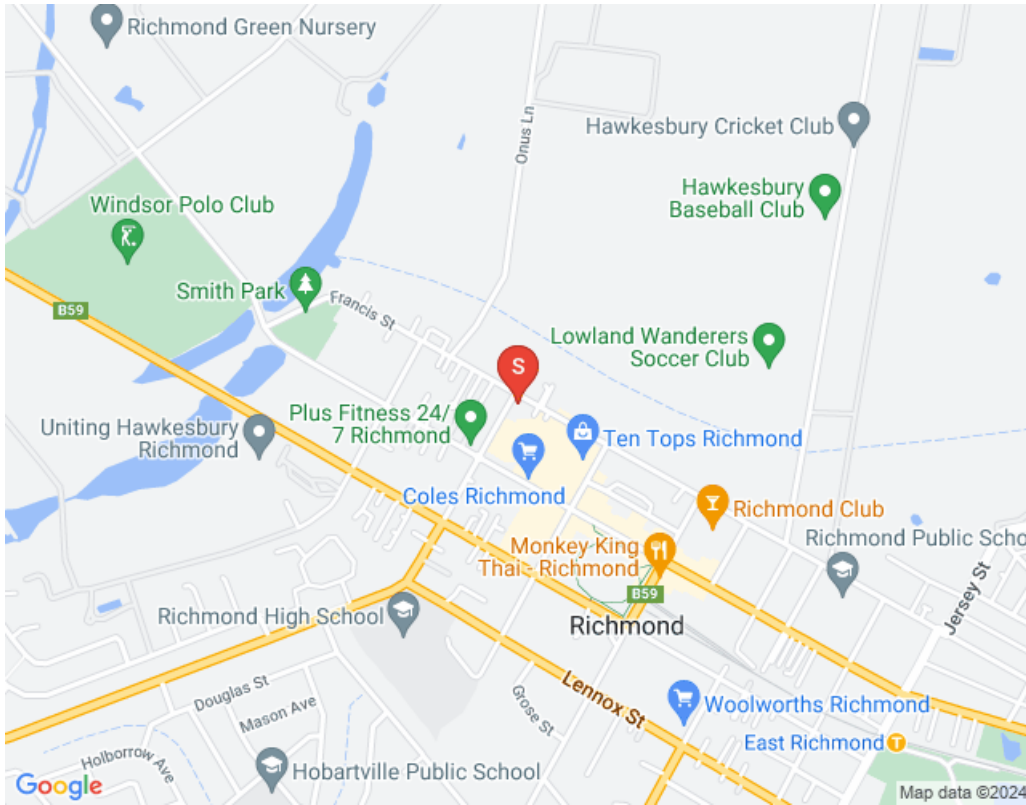 Richmond Green Nursery
Onus Ln
Hawkesbury Cricket Club
Hawkesbury
Baseball Club
Windsor Polo Club
Smith Park
Francis St
B59
Lowland Wanderers
Soccer Club
S
Plus Fitness 24/
7 Richmond
Uniting Hawkesbury
Richmond
Ten Tops Richmond
Coles Richmond
Richmond Club
Monkey King
Thai - Richmond
Richmond Public Scho
B59
Richmond High School
Richmond
Jersey St
Lennox St
Douglas St
Mason Ave
Grose St
Woolworths Richmond
East Richmond
T
Holborrow Ave
Hobartville Public School
Google
Map data ©2024